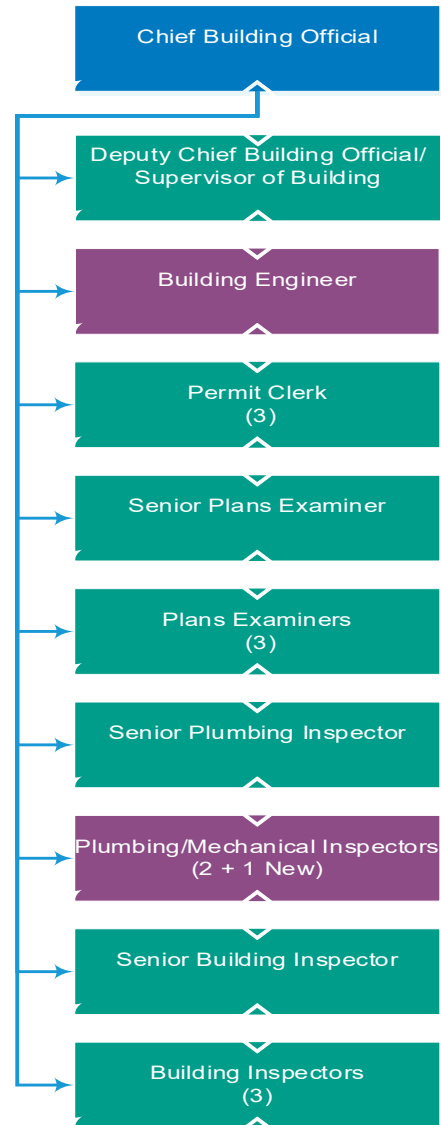 Chief Building Official
Deputy Chief Building Official/
Supervisor of Building
Building Engineer
Permit Clerk
(3)
Senior Plans Examiner
Plans Examiners
(3)
Senior Plumbing Inspector
Plumbing/Mechanical Inspectors
(2 + 1 New)
Senior Building Inspector
Building Inspectors
(3)